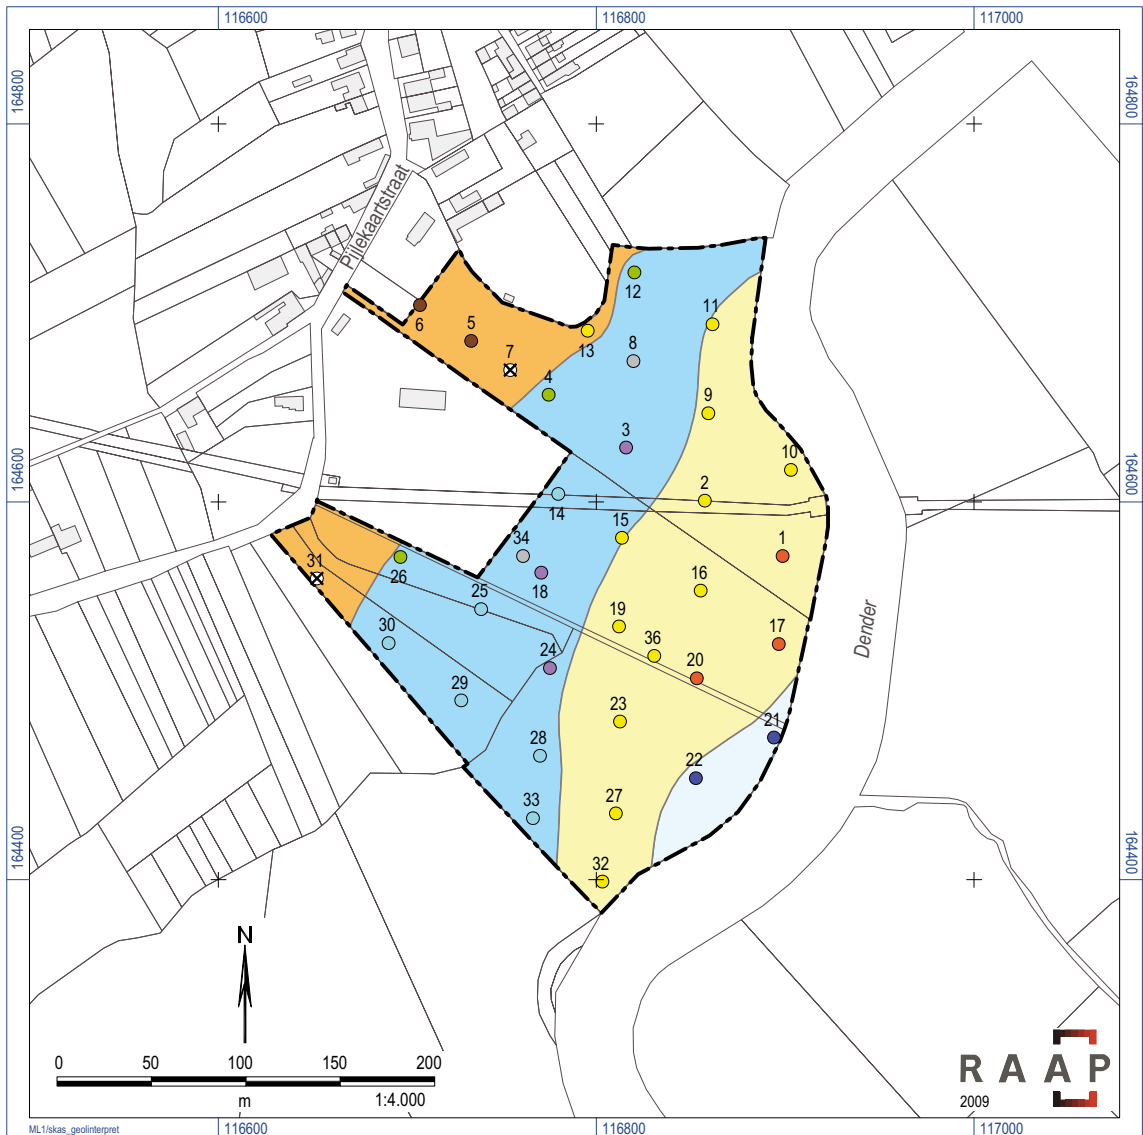 116600 116800 117000
164800 164800
Pijlekaartstraat
12
11
6 5 13 8
7
4
9
3
10
2
14
15
34 1
31 26 18 16
25
19
30 36 17
24 20
29
23 21
28 22
33 27
32
164600 164600
Dender
164400 164400
N
0 50 100 150 200
m 1:4.000
RAAP
2009
ML1/skas_geolinterpret
116600 116800 117000